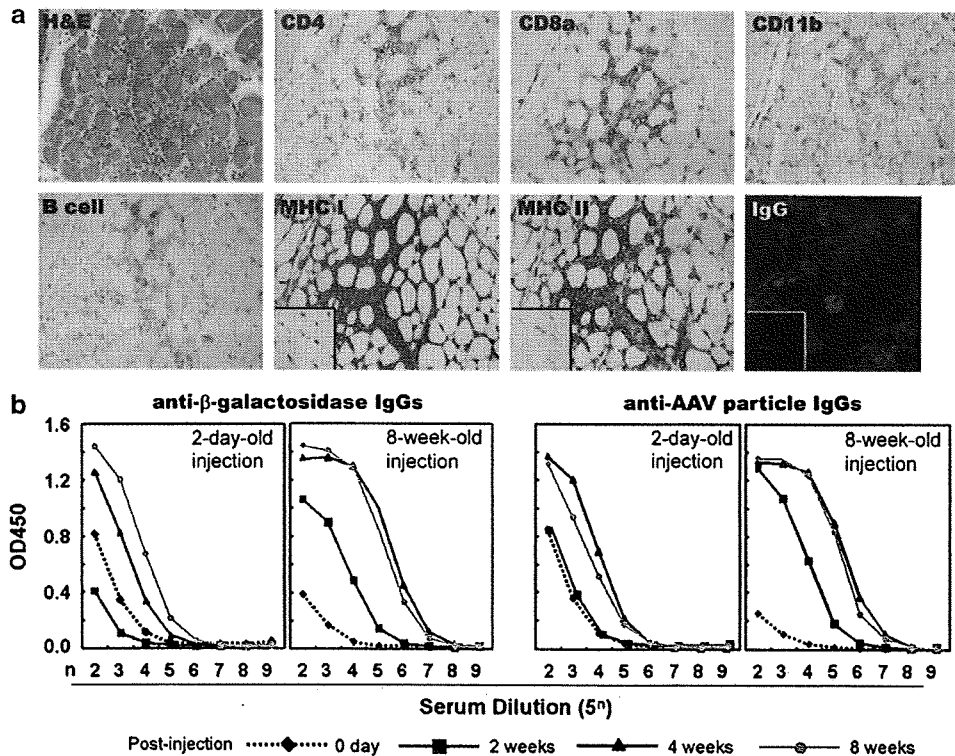 a
H&E CD4 CD8a CD11b
B cell MHC I MHC II IgG
b
anti-β-galactosidase IgGs anti-AAV particle IgGs
2-day-old injection
8-week-old injection
2-day-old injection
8-week-old injection
OD450
1.6
1.2
0.8
0.4
0.0
n 2 3 4 5 6 7 8 9 2 3 4 5 6 7 8 9 2 3 4 5 6 7 8 9 2 3 4 5 6 7 8 9
Serum Dilution (5ⁿ)
Post-injection 0 day 2 weeks 4 weeks 8 weeks